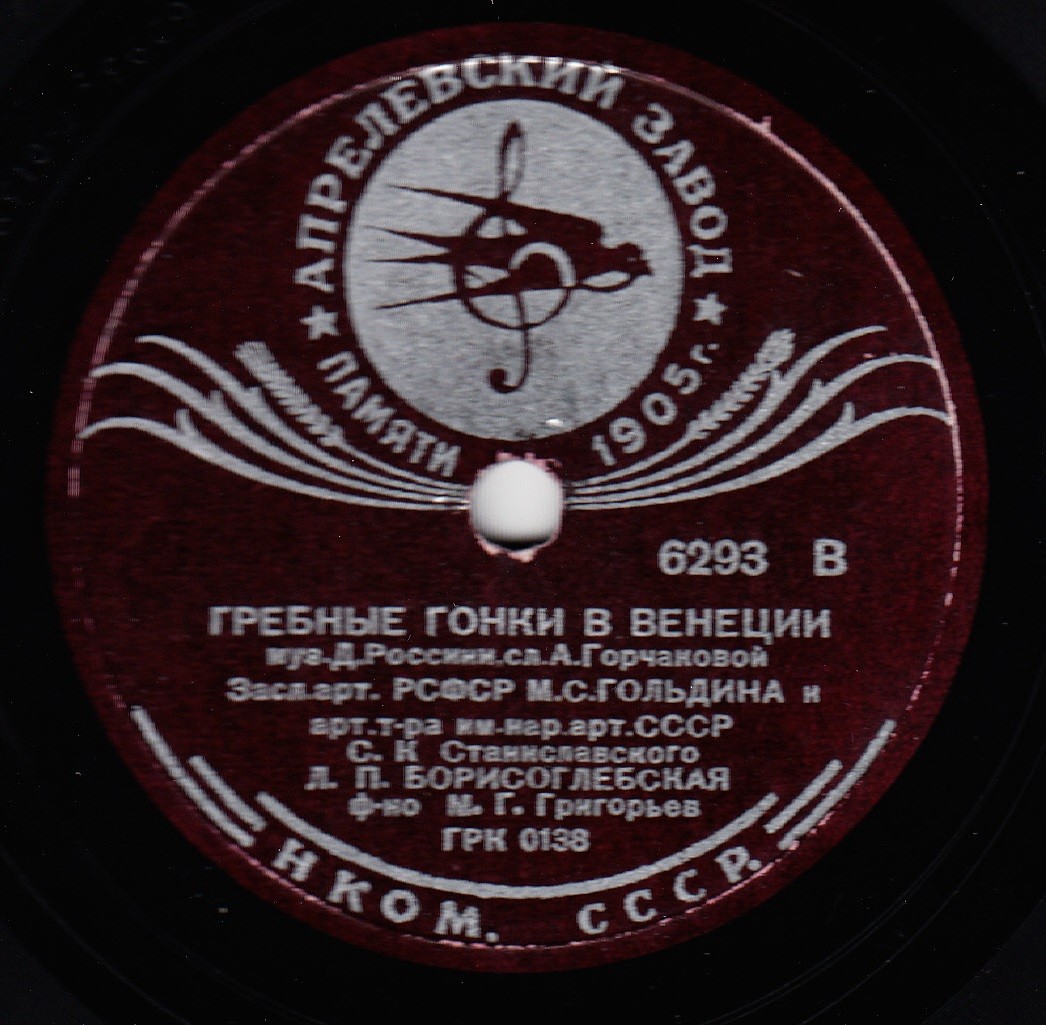 АПРЕЛЕВСКИЙ ЗАВОД
ПАМЯТИ 1905 г.
6293 В
ГРЕБНЫЕ ГОНКИ В ВЕНЕЦИИ
муз.Д.Россини,сл.А.Горчаковой
Засл.арт. РСФСР М.С.ГОЛЬДИНА и
арт.т-ра им.нар.арт.СССР
С. К Станиславского
Л. П. БОРИСОГЛЕБСКАЯ
ф-но М. Г. Григорьев
ГРК 0138
НКОМ. СССР.